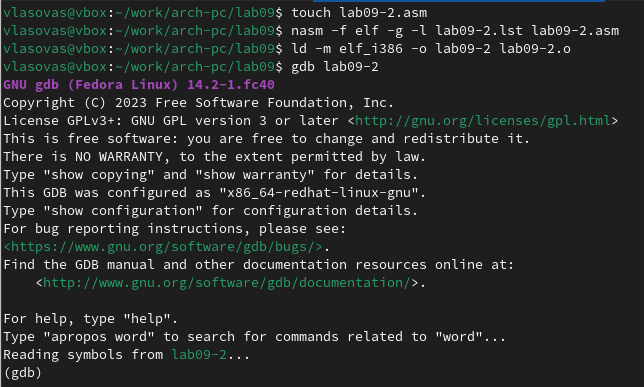 vlasovas@vbox:~/work/arch-pc/lab09$ touch lab09-2.asm
vlasovas@vbox:~/work/arch-pc/lab09$ nasm -f elf -g -l lab09-2.lst lab09-2.asm
vlasovas@vbox:~/work/arch-pc/lab09$ ld -m elf_i386 -o lab09-2 lab09-2.o
vlasovas@vbox:~/work/arch-pc/lab09$ gdb lab09-2
GNU gdb (Fedora Linux) 14.2-1.fc40
Copyright (C) 2023 Free Software Foundation, Inc.
License GPLv3+: GNU GPL version 3 or later <http://gnu.org/licenses/gpl.html>
This is free software: you are free to change and redistribute it.
There is NO WARRANTY, to the extent permitted by law.
Type "show copying" and "show warranty" for details.
This GDB was configured as "x86_64-redhat-linux-gnu".
Type "show configuration" for configuration details.
For bug reporting instructions, please see:
<https://www.gnu.org/software/gdb/bugs/>.
Find the GDB manual and other documentation resources online at:
    <http://www.gnu.org/software/gdb/documentation/>.

For help, type "help".
Type "apropos word" to search for commands related to "word"...
Reading symbols from lab09-2...
(gdb)